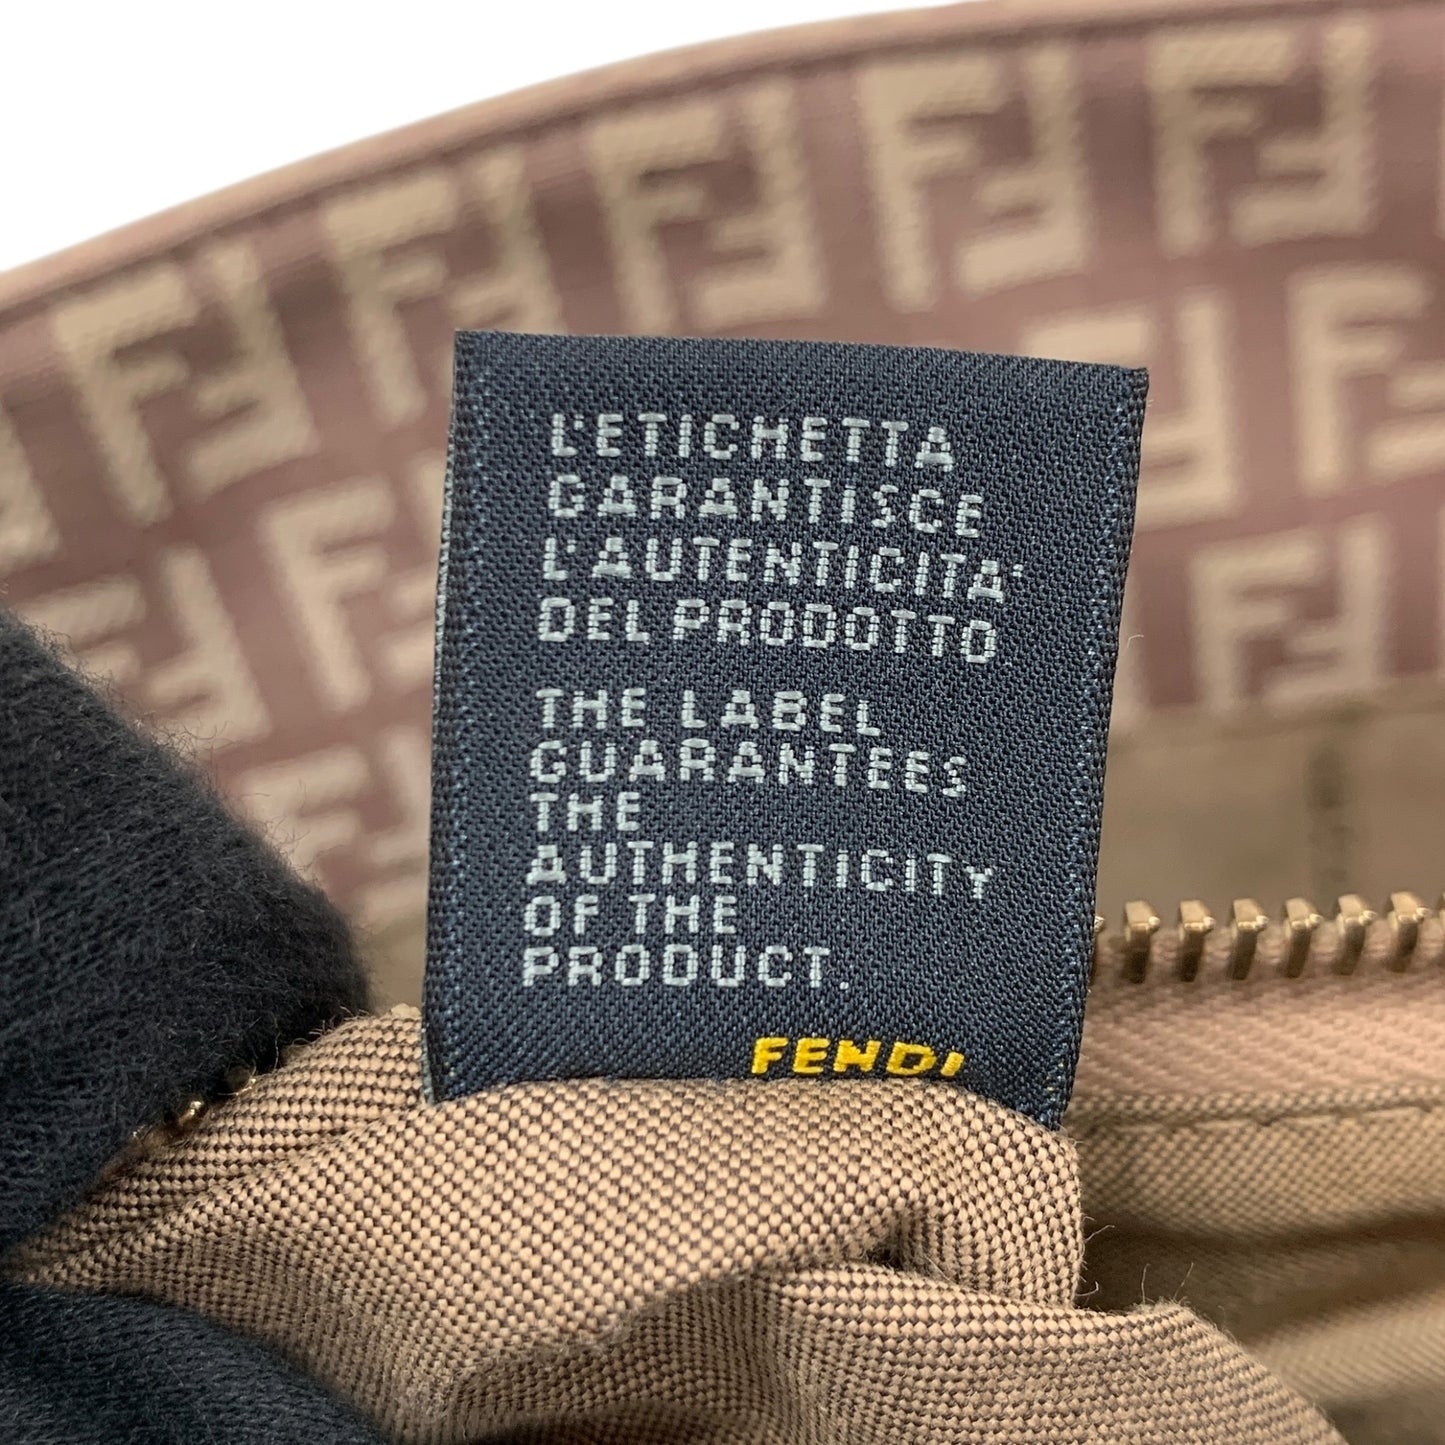 L'ETICHETTA
GARANTISCE
L'AUTENTICITA'
DEL PRODOTTO
THE LABEL
GUARANTEES
THE
AUTHENTICITY
OF THE
PRODUCT.
FENDI